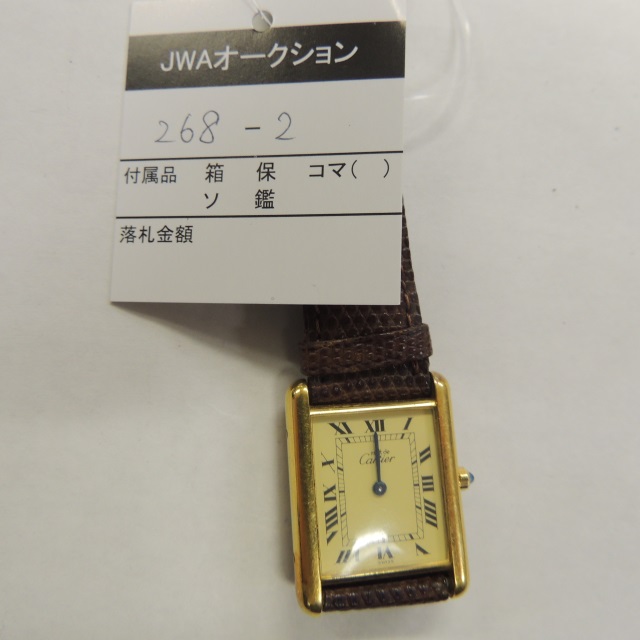 JWAオークション
268-2
付属品 箱 保 コマ( )
ソ 鑑
落札金額
Cartier